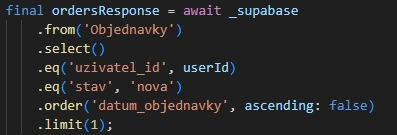 final ordersResponse = await _supabase
    .from('Objednavky')
    .select()
    .eq('uzivatel_id', userId)
    .eq('stav', 'nova')
    .order('datum_objednavky', ascending: false)
    .limit(1);